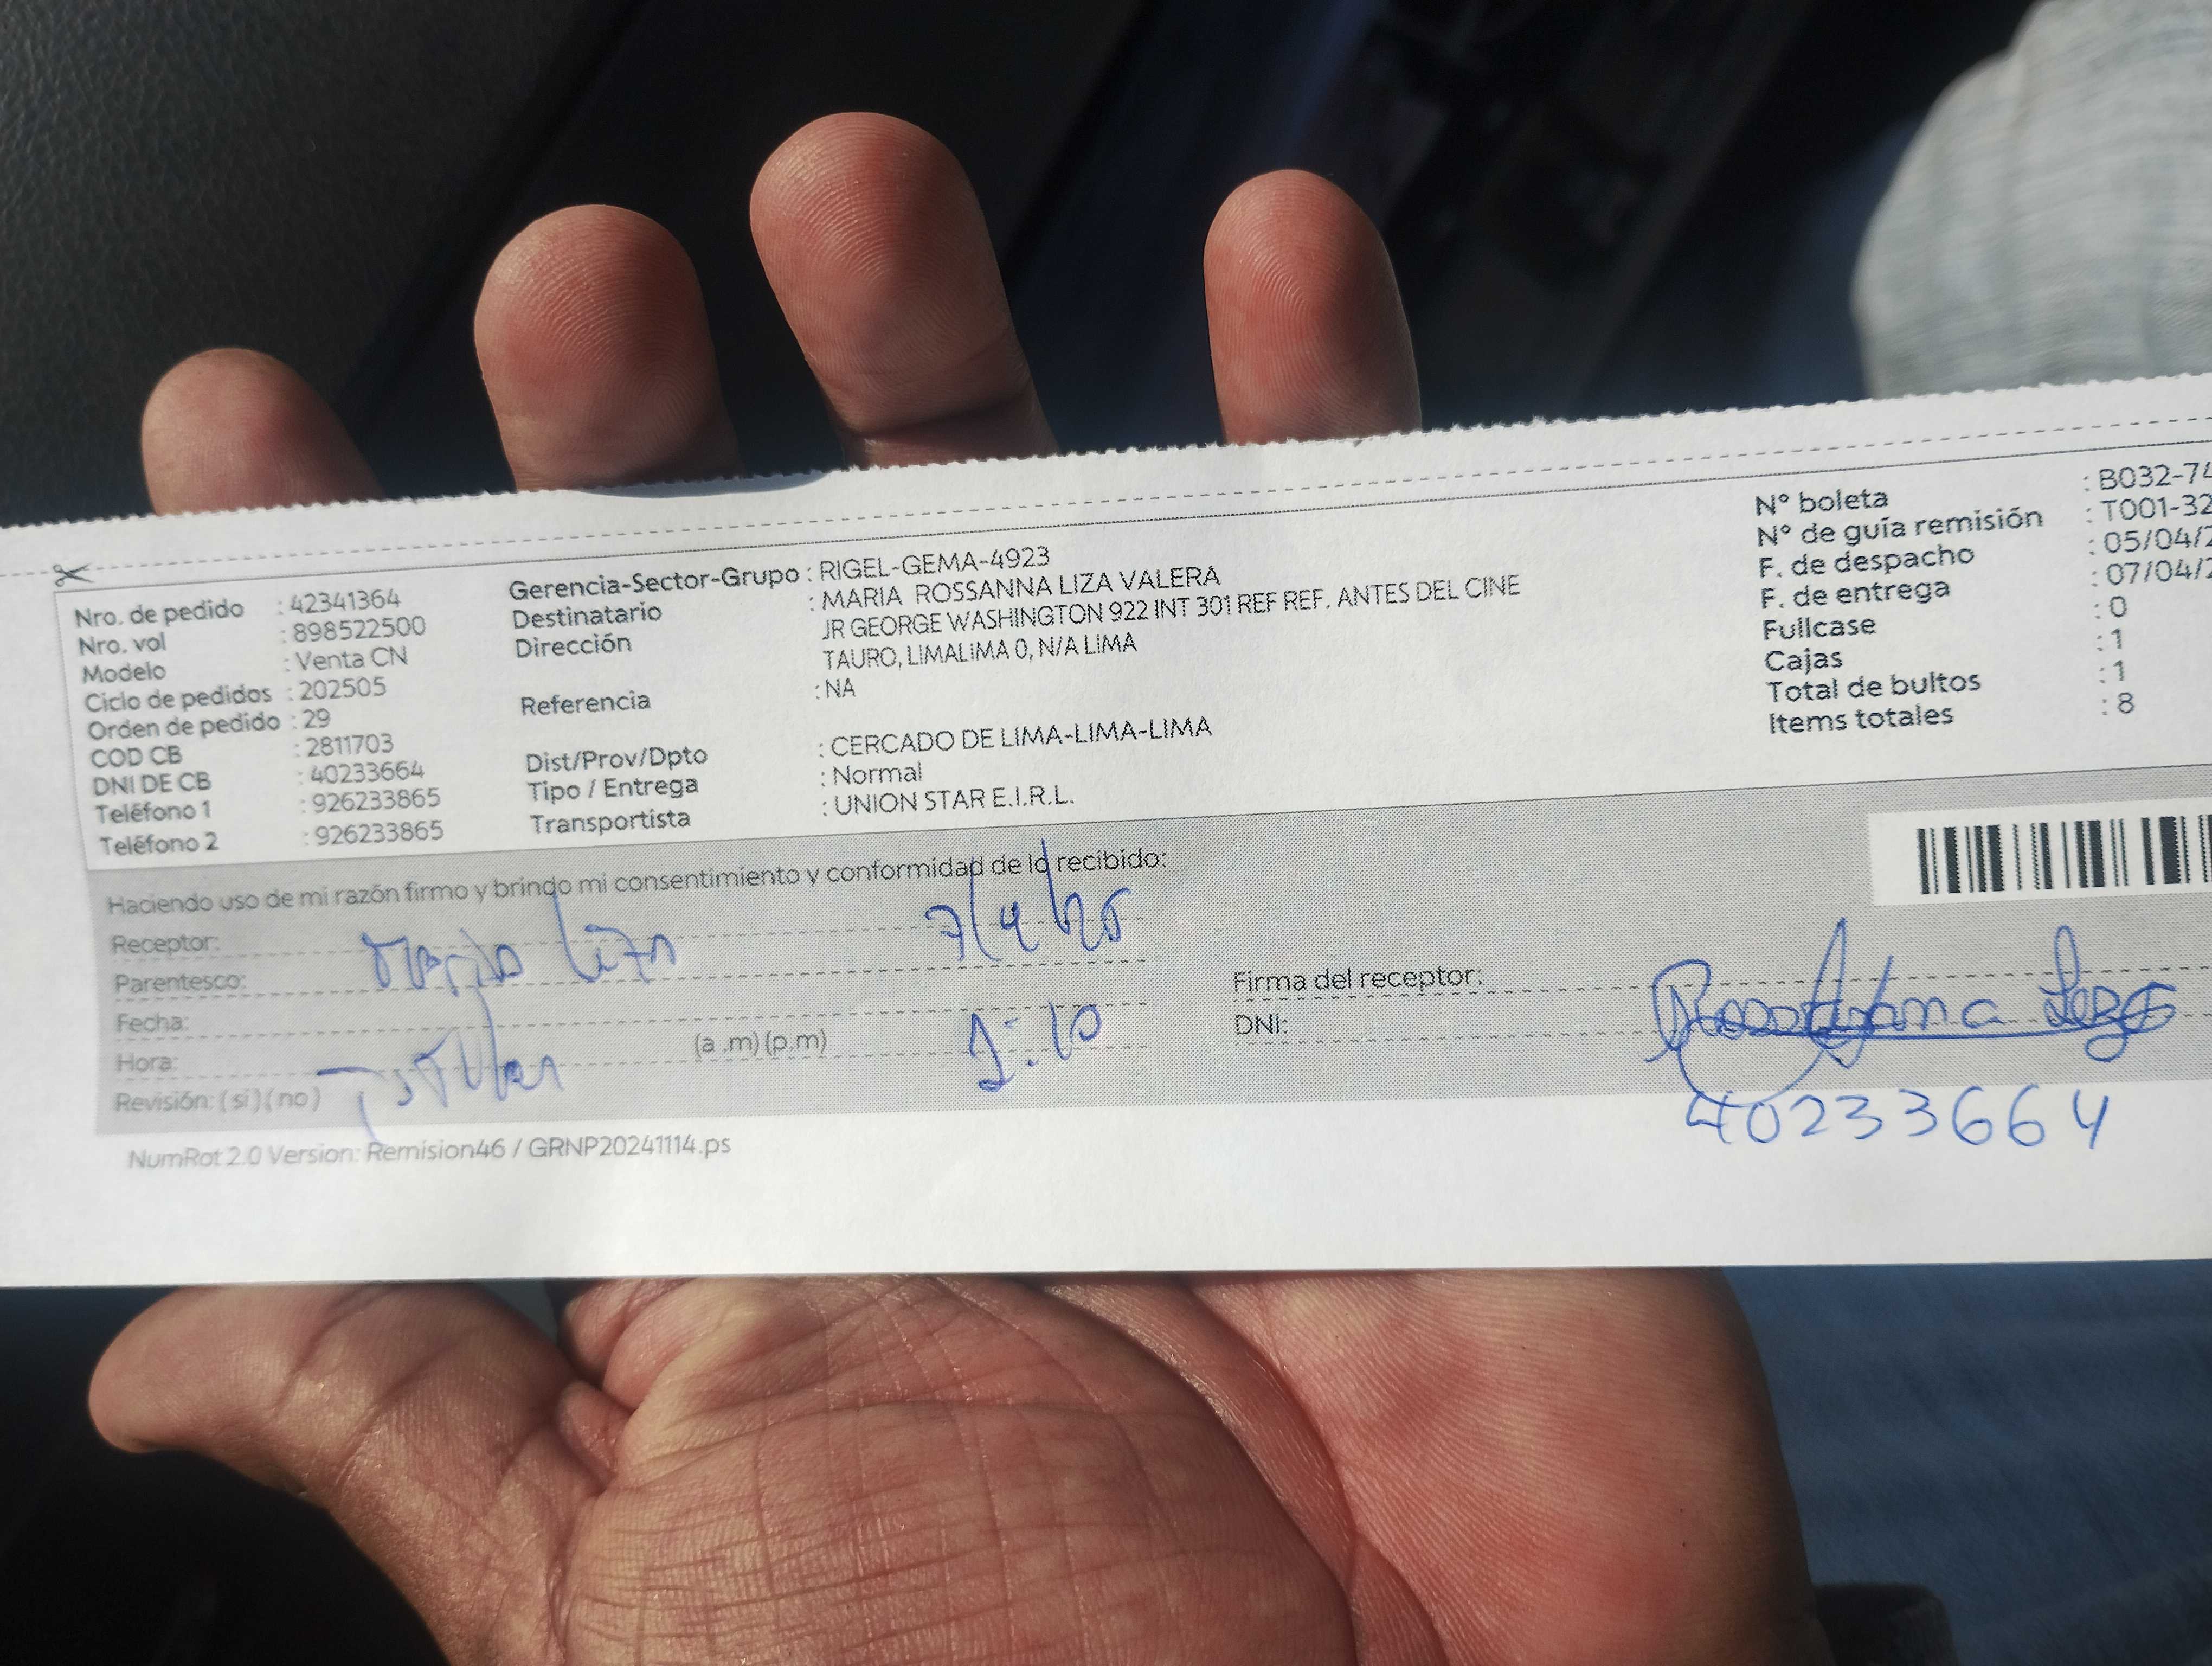 Nro. de pedido : 42341364
Nro. vol : 898522500
Modelo : Venta CN
Ciclo de pedidos : 202505
Orden de pedido : 29
COD CB : 2811703
DNI DE CB : 40233664
Teléfono 1 : 926233865
Teléfono 2 : 926233865
Gerencia-Sector-Grupo : RIGEL-GEMA-4923
Destinatario : MARIA ROSSANNA LIZA VALERA
Dirección JR GEORGE WASHINGTON 922 INT 301 REF REF. ANTES DEL CINE
TAURO, LIMALIMA 0, N/A LIMA
Referencia : NA
Dist/Prov/Dpto : CERCADO DE LIMA-LIMA-LIMA
Tipo / Entrega : Normal
Transportista : UNION STAR E.I.R.L.
N° boleta : B032-74
N° de guía remisión : T001-32
F. de despacho : 05/04/2
F. de entrega : 07/04/2
Fullcase : 0
Cajas : 1
Total de bultos : 1
Items totales : 8
Haciendo uso de mi razón firmo y brindo mi consentimiento y conformidad de lo recibido:
Receptor: Maria Liza 7/4/25
Parentesco:
Fecha:
Hora: (a .m) (p.m) 1:10
Revisión: ( si ) ( no )
Firma del receptor:
DNI:
40233664
NumRot 2.0 Version: Remision46 / GRNP20241114.ps